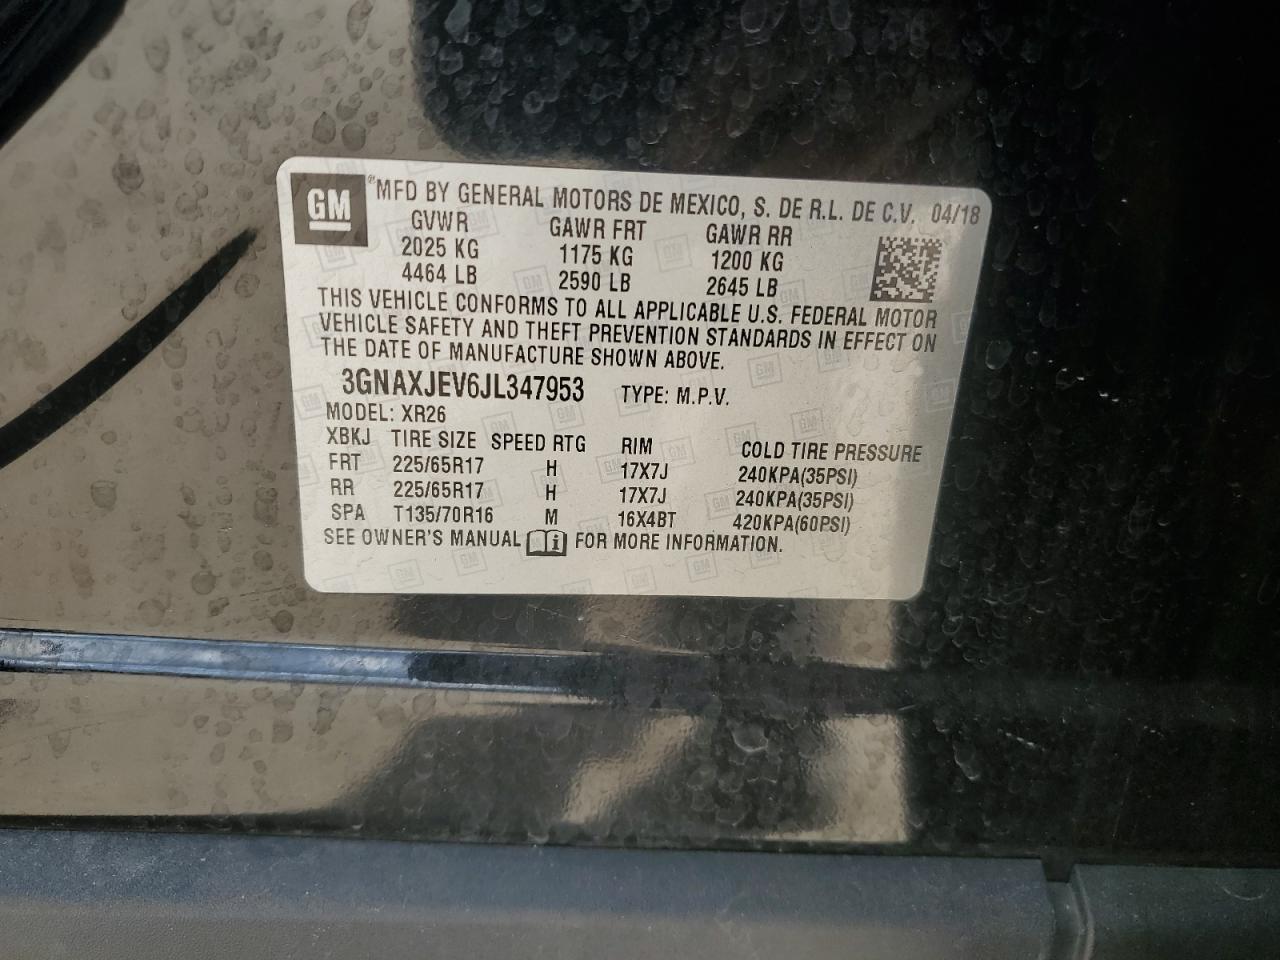 GM ® MFD BY GENERAL MOTORS DE MEXICO, S. DE R.L. DE C.V. 04/18
GVWR GAWR FRT GAWR RR
2025 KG 1175 KG 1200 KG
4464 LB 2590 LB 2645 LB
THIS VEHICLE CONFORMS TO ALL APPLICABLE U.S. FEDERAL MOTOR
VEHICLE SAFETY AND THEFT PREVENTION STANDARDS IN EFFECT ON
THE DATE OF MANUFACTURE SHOWN ABOVE.
3GNAXJEV6JL347953 TYPE: M.P.V.
MODEL: XR26
XBKJ TIRE SIZE SPEED RTG RIM COLD TIRE PRESSURE
FRT 225/65R17 H 17X7J 240KPA(35PSI)
RR 225/65R17 H 17X7J 240KPA(35PSI)
SPA T135/70R16 M 16X4BT 420KPA(60PSI)
SEE OWNER'S MANUAL FOR MORE INFORMATION.